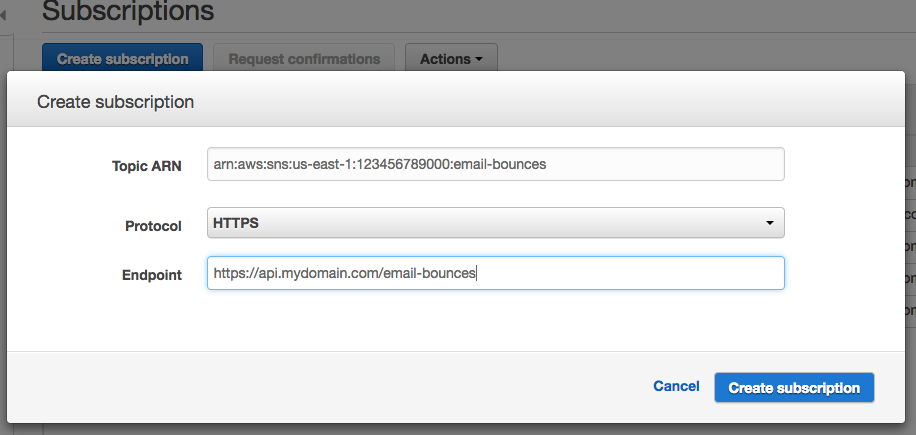 Subscriptions
Create subscription Request confirmations Actions
Create subscription
Topic ARN arn:aws:sns:us-east-1:123456789000:email-bounces
Protocol HTTPS
Endpoint https://api.mydomain.com/email-bounces
Cancel Create subscription